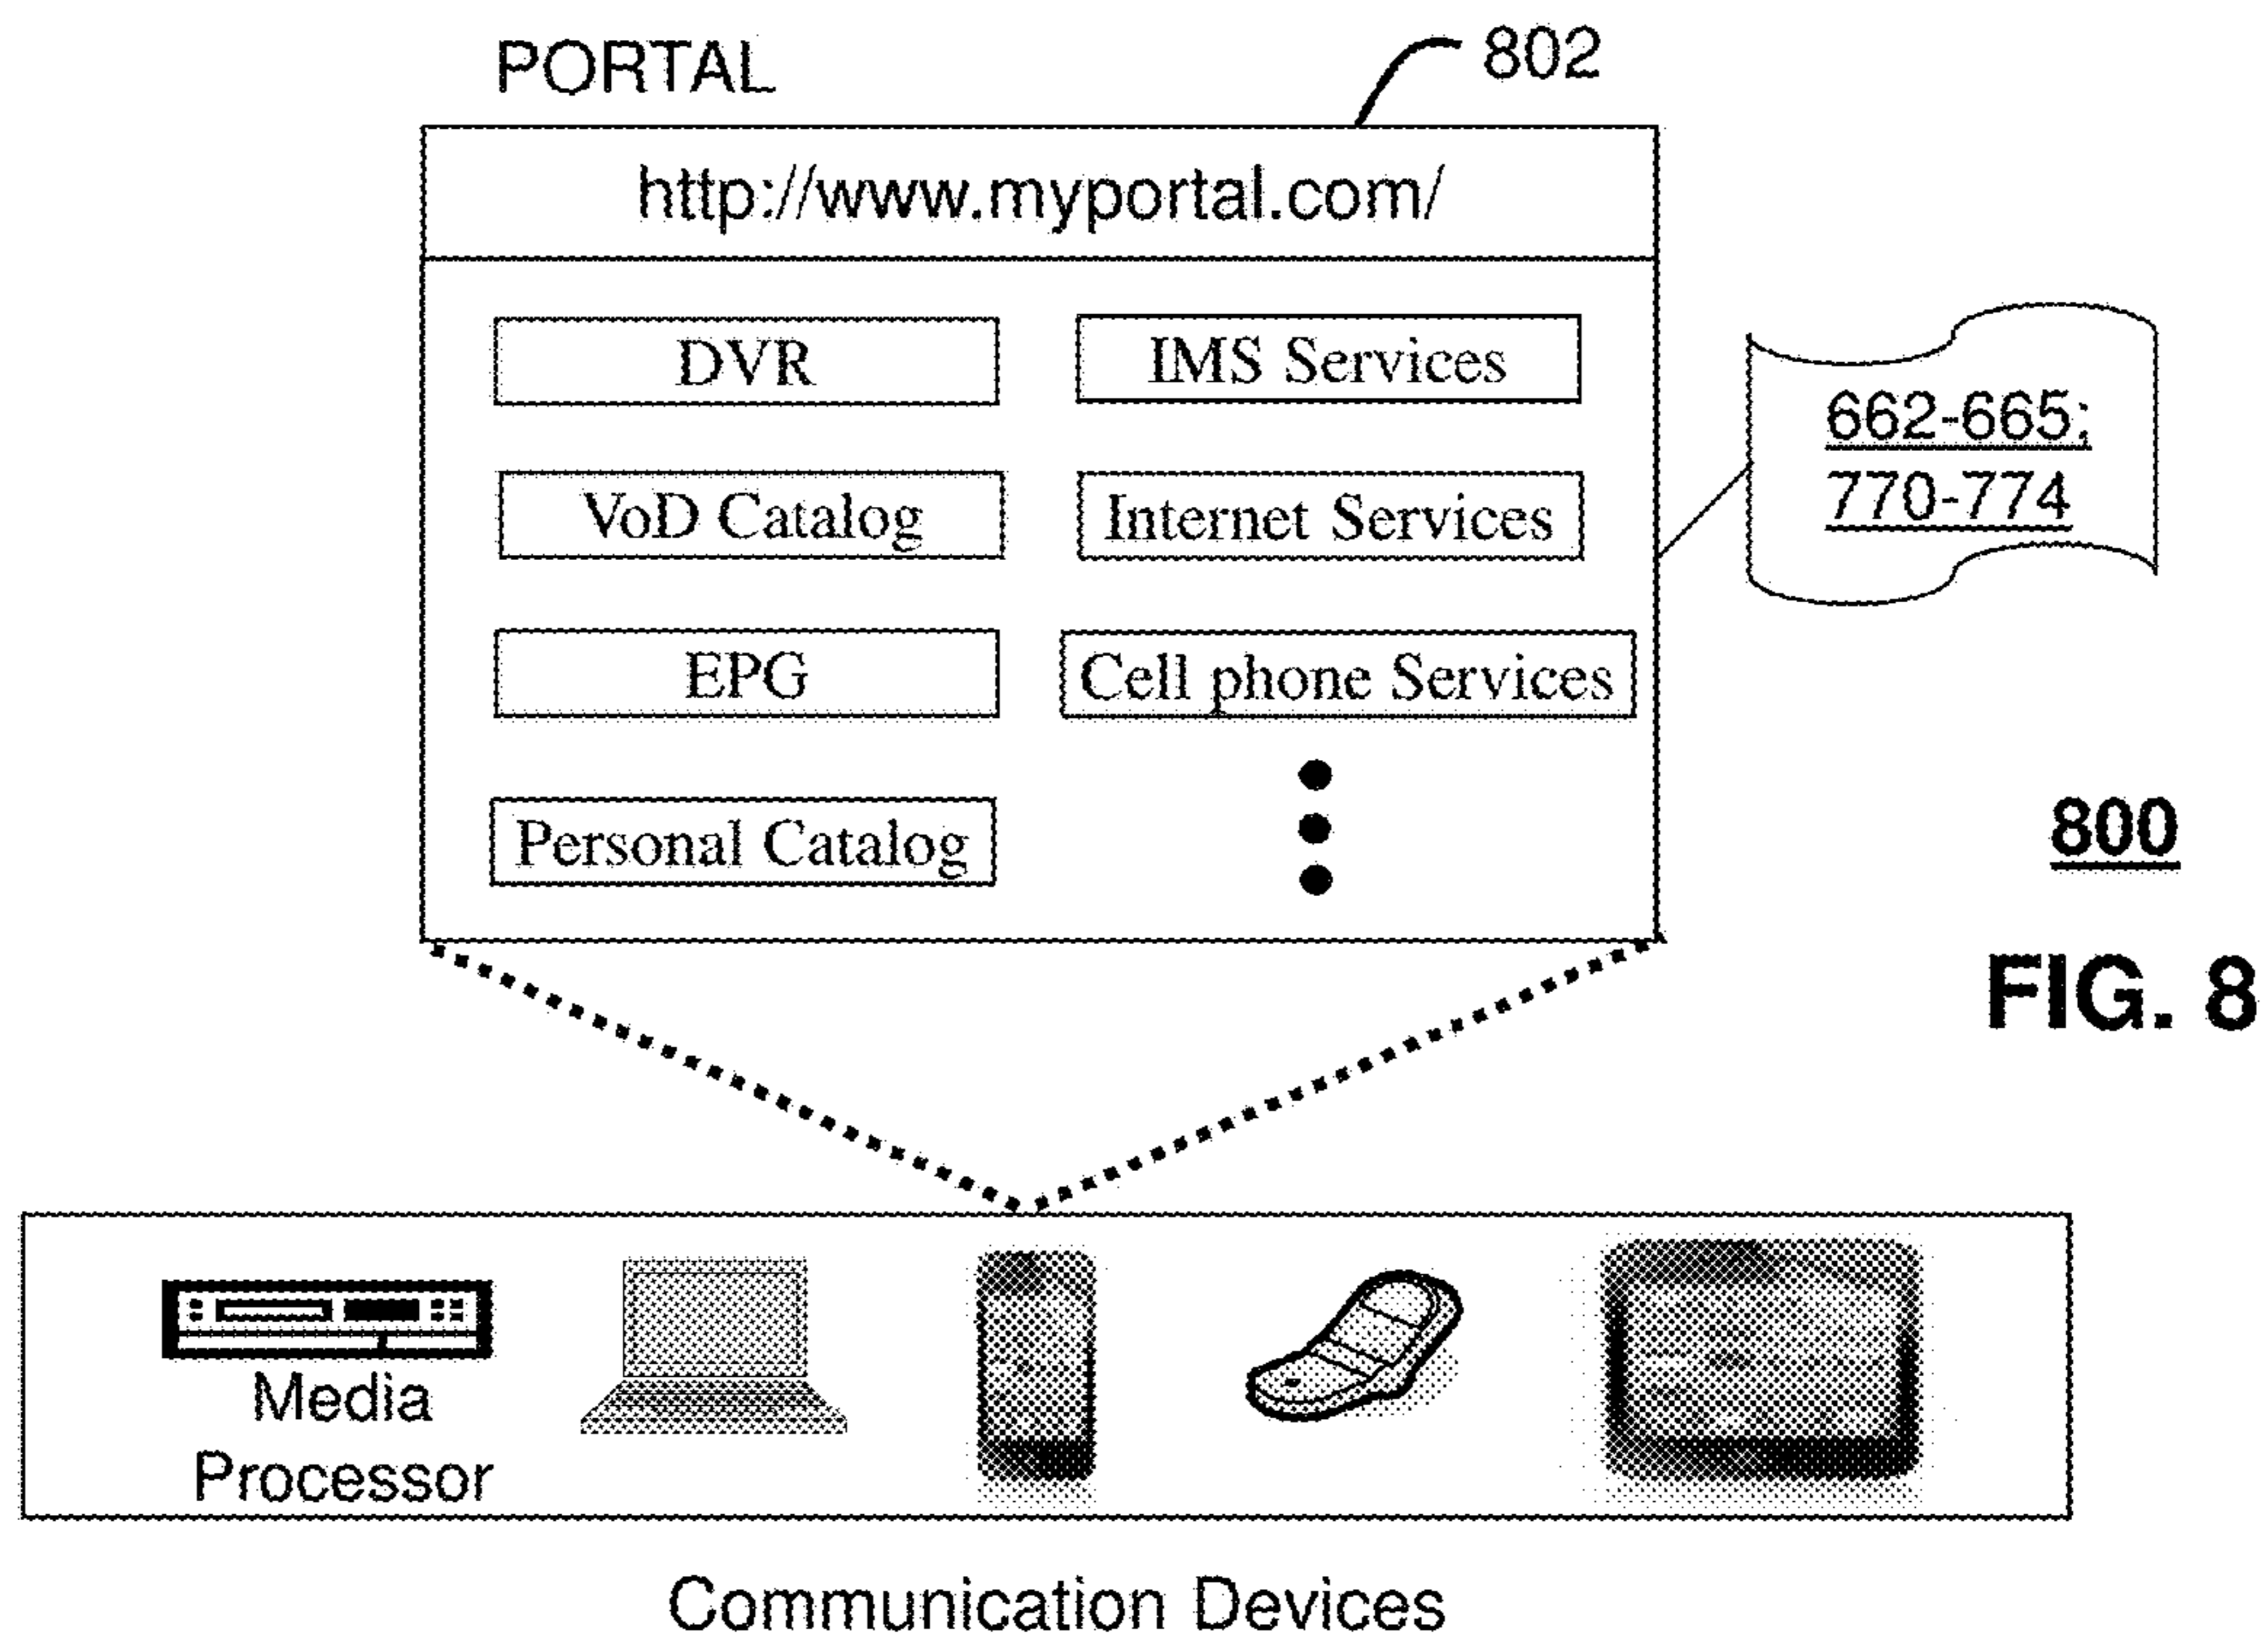 PORTAL
802
http://www.myportal.com/
DVR
IMS Services
VoD Catalog
Internet Services
EPG
Cell phone Services
Personal Catalog
662-665;
770-774
800
FIG. 8
Media
Processor
Communication Devices